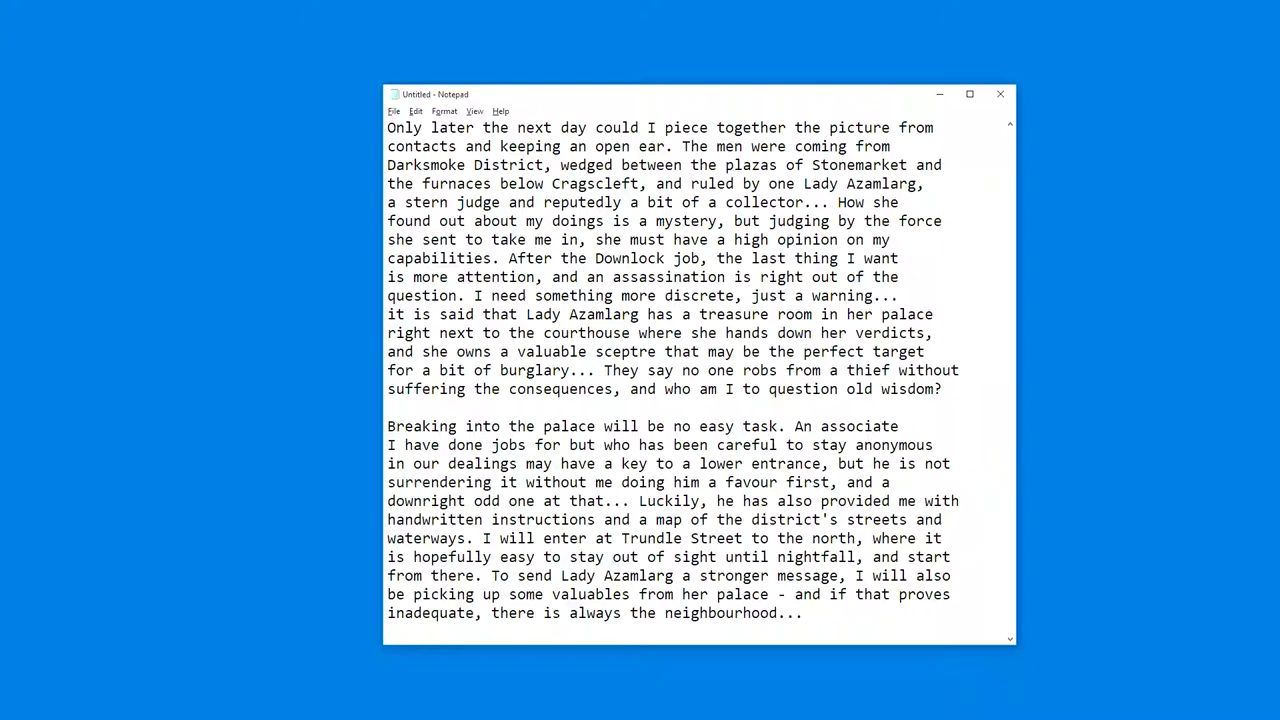 Untitled - Notepad
File Edit Format View Help
Only later the next day could I piece together the picture from
contacts and keeping an open ear. The men were coming from
Darksmoke District, wedged between the plazas of Stonemarket and
the furnaces below Cragscleft, and ruled by one Lady Azamlarg,
a stern judge and reputedly a bit of a collector... How she
found out about my doings is a mystery, but judging by the force
she sent to take me in, she must have a high opinion on my
capabilities. After the Downlock job, the last thing I want
is more attention, and an assassination is right out of the
question. I need something more discrete, just a warning...
it is said that Lady Azamlarg has a treasure room in her palace
right next to the courthouse where she hands down her verdicts,
and she owns a valuable sceptre that may be the perfect target
for a bit of burglary... They say no one robs from a thief without
suffering the consequences, and who am I to question old wisdom?

Breaking into the palace will be no easy task. An associate
I have done jobs for but who has been careful to stay anonymous
in our dealings may have a key to a lower entrance, but he is not
surrendering it without me doing him a favour first, and a
downright odd one at that... Luckily, he has also provided me with
handwritten instructions and a map of the district's streets and
waterways. I will enter at Trundle Street to the north, where it
is hopefully easy to stay out of sight until nightfall, and start
from there. To send Lady Azamlarg a stronger message, I will also
be picking up some valuables from her palace - and if that proves
inadequate, there is always the neighbourhood...